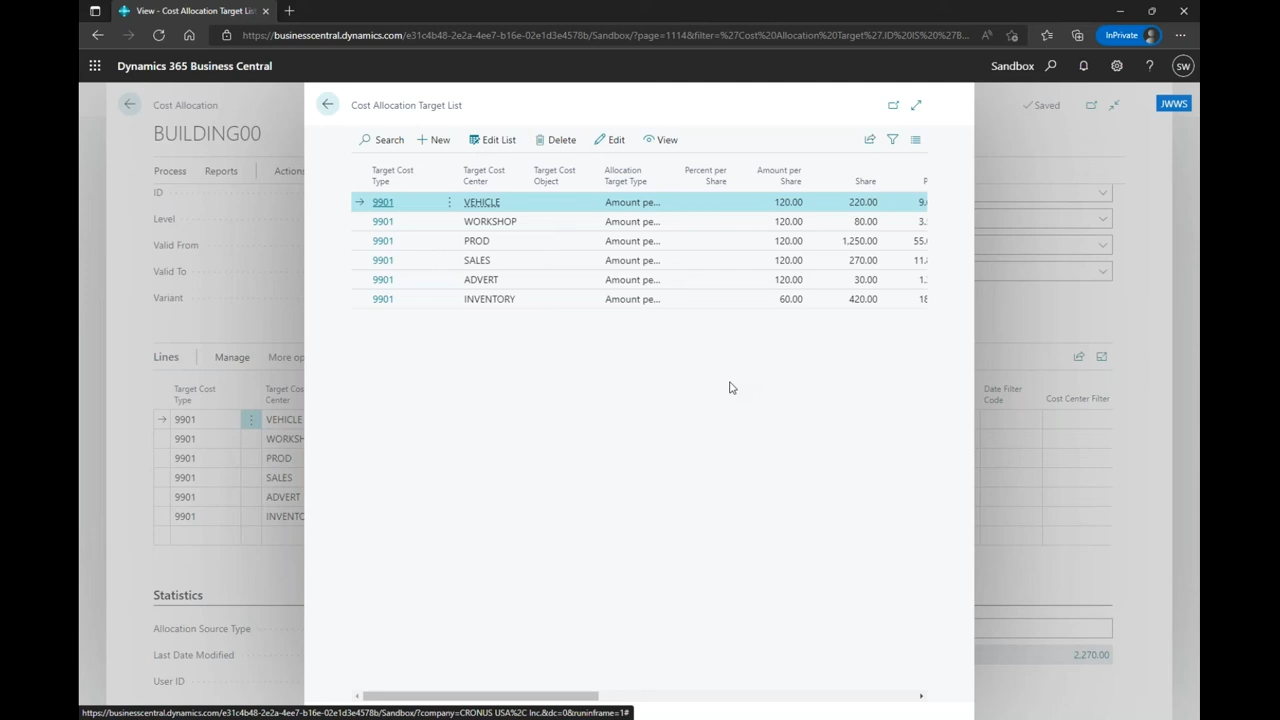 View - Cost Allocation Target List
https://businesscentral.dynamics.com/e31c4b48-2e2a-4ee7-b16e-02e1d3e4578b/Sandbox/?page=1114&filter=%27Cost%20Allocation%20Target%27.ID%20IS%20%27B...
InPrivate
Dynamics 365 Business Central
Sandbox
SW
Cost Allocation
Saved
JWWS
BUILDING00
Process Reports Actions
ID
Level
Valid From
Valid To
Variant
Lines Manage More op
Target Cost Type Target Co Center Date Filter Code Cost Center Filter
9901 VEHICLE
9901 WORKSH
9901 PROD
9901 SALES
9901 ADVERT
9901 INVENTO
Statistics
Allocation Source Type
Last Date Modified 2,270.00
User ID
Cost Allocation Target List
Search New Edit List Delete Edit View
Target Cost Type Target Cost Center Target Cost Object Allocation Target Type Percent per Share Amount per Share Share P
9901 VEHICLE Amount pe... 120.00 220.00 9.
9901 WORKSHOP Amount pe... 120.00 80.00 3.
9901 PROD Amount pe... 120.00 1,250.00 55.
9901 SALES Amount pe... 120.00 270.00 11.
9901 ADVERT Amount pe... 120.00 30.00 1.
9901 INVENTORY Amount pe... 60.00 420.00 18
https://businesscentral.dynamics.com/e31c4b48-2e2a-4ee7-b16e-02e1d3e4578b/Sandbox/?company=CRONUS USA%2C Inc.&dc=0&runinframe=1#